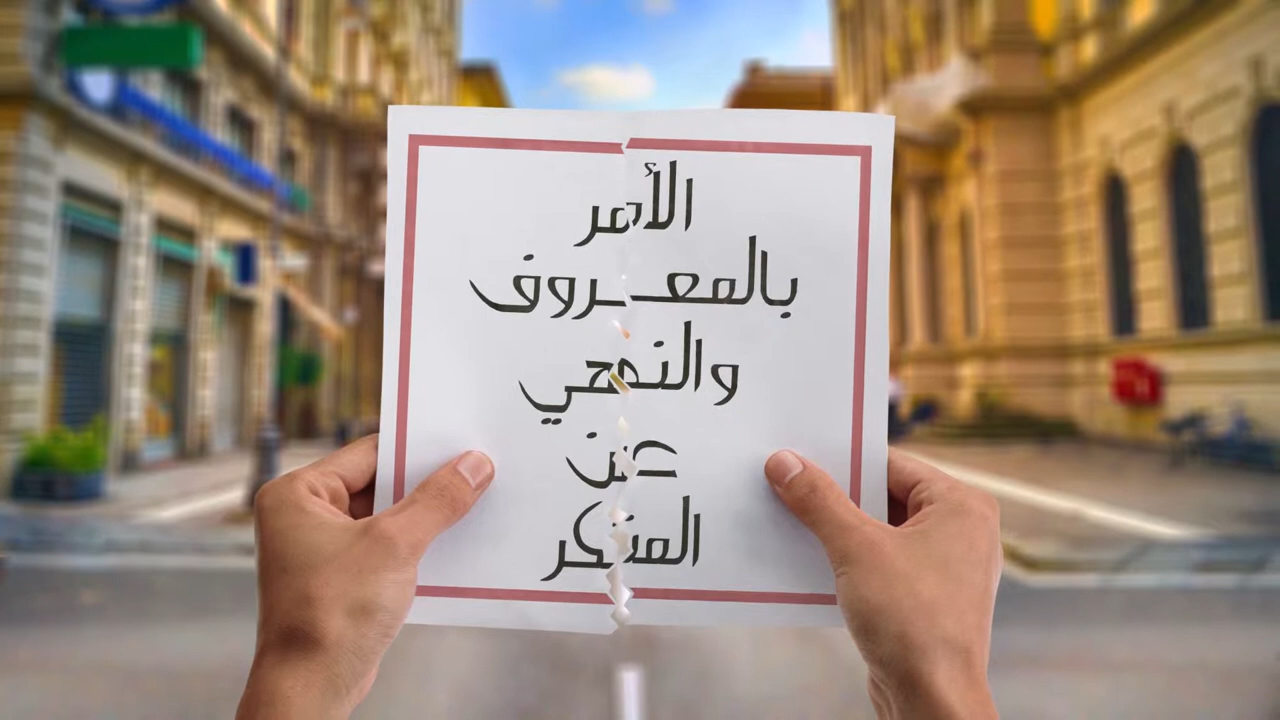 الأمر
بالمعروف
والنهي
عن
المنكر